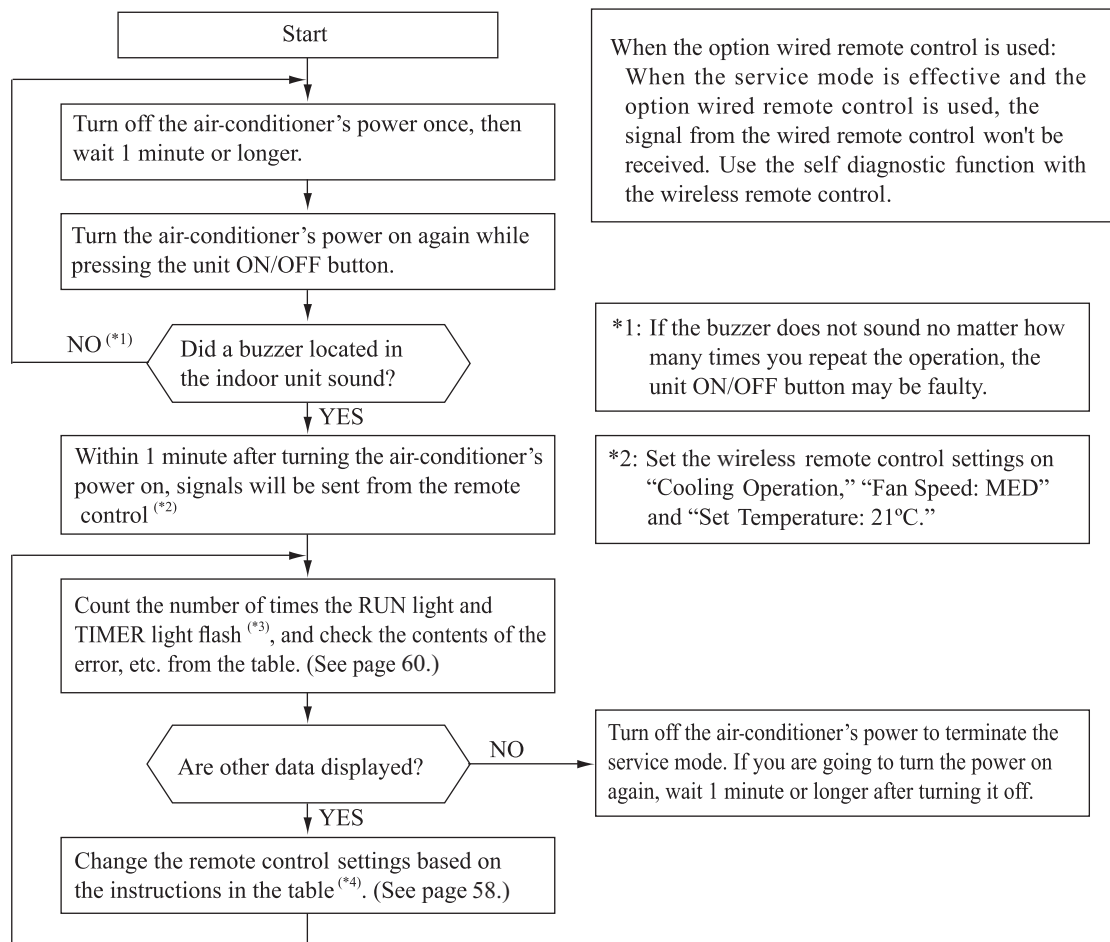 Start
Turn off the air-conditioner's power once, then
wait 1 minute or longer.
Turn the air-conditioner's power on again while
pressing the unit ON/OFF button.
NO (*1)
Did a buzzer located in
the indoor unit sound?
YES
Within 1 minute after turning the air-conditioner's
power on, signals will be sent from the remote
control (*2)
Count the number of times the RUN light and
TIMER light flash (*3), and check the contents of the
error, etc. from the table. (See page 60.)
Are other data displayed?
NO
YES
Change the remote control settings based on
the instructions in the table (*4). (See page 58.)
When the option wired remote control is used:
When the service mode is effective and the
option wired remote control is used, the
signal from the wired remote control won't be
received. Use the self diagnostic function with
the wireless remote control.
*1: If the buzzer does not sound no matter how
many times you repeat the operation, the
unit ON/OFF button may be faulty.
*2: Set the wireless remote control settings on
“Cooling Operation,” “Fan Speed: MED”
and “Set Temperature: 21ºC.”
Turn off the air-conditioner's power to terminate the
service mode. If you are going to turn the power on
again, wait 1 minute or longer after turning it off.